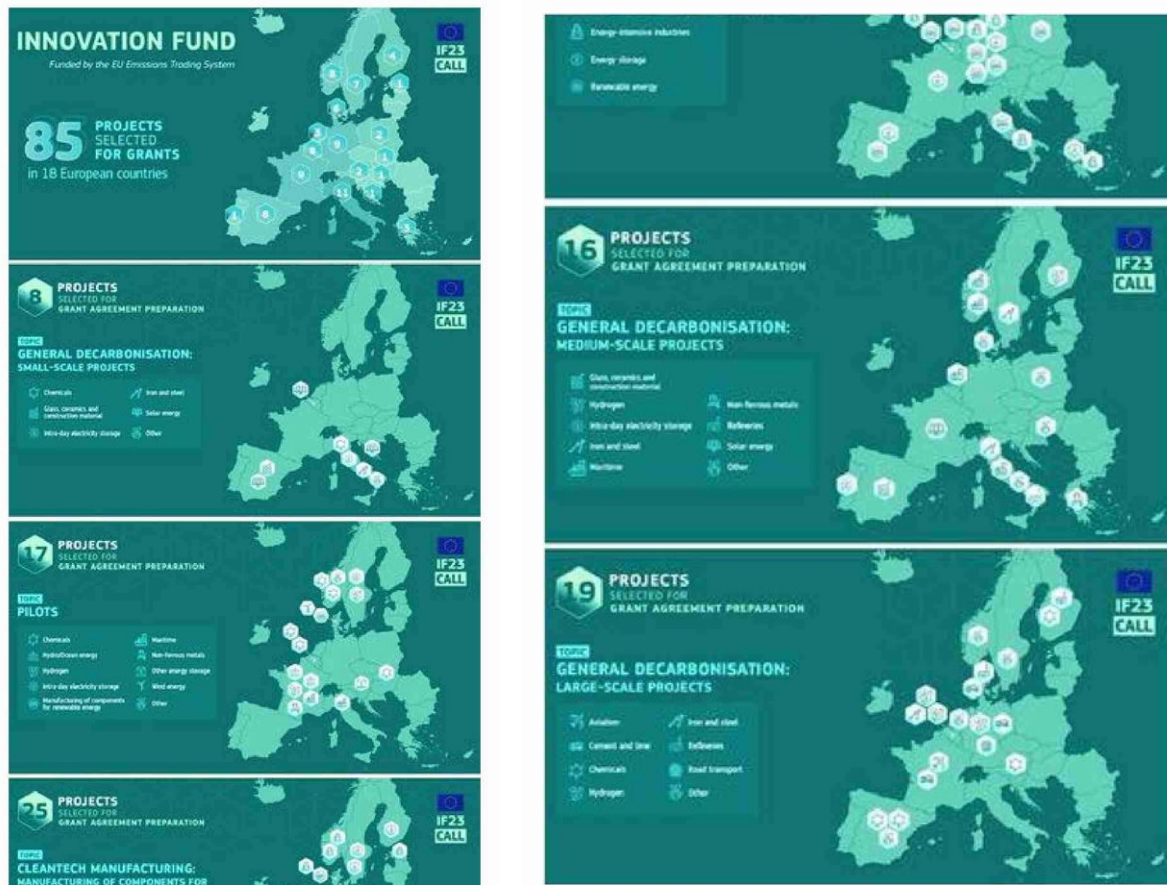 INNOVATION FUND
Funded by the EU Emissions Trading System
IF23
CALL
85 PROJECTS
SELECTED
FOR GRANTS
in 18 European countries
8 PROJECTS
SELECTED FOR
GRANT AGREEMENT PREPARATION
IF23
CALL
TOPIC
GENERAL DECARBONISATION:
SMALL-SCALE PROJECTS
Chemicals
Glass, ceramics and
construction material
Intra-day electricity storage
Iron and steel
Solar energy
Other
17 PROJECTS
SELECTED FOR
GRANT AGREEMENT PREPARATION
IF23
CALL
TOPIC
PILOTS
Chemicals
Hydro/Ocean energy
Hydrogen
Intra-day electricity storage
Manufacturing of components
for renewable energy
Maritime
Non-ferrous metals
Other energy storage
Wind energy
Other
25 PROJECTS
SELECTED FOR
GRANT AGREEMENT PREPARATION
IF23
CALL
TOPIC
CLEANTECH MANUFACTURING:
MANUFACTURING OF COMPONENTS FOR
Energy-intensive industries
Energy storage
Renewable energy
16 PROJECTS
SELECTED FOR
GRANT AGREEMENT PREPARATION
IF23
CALL
TOPIC
GENERAL DECARBONISATION:
MEDIUM-SCALE PROJECTS
Glass, ceramics and
construction material
Hydrogen
Intra-day electricity storage
Iron and steel
Maritime
Non-ferrous metals
Refineries
Solar energy
Other
19 PROJECTS
SELECTED FOR
GRANT AGREEMENT PREPARATION
IF23
CALL
TOPIC
GENERAL DECARBONISATION:
LARGE-SCALE PROJECTS
Aviation
Cement and lime
Chemicals
Hydrogen
Iron and steel
Refineries
Road transport
Other